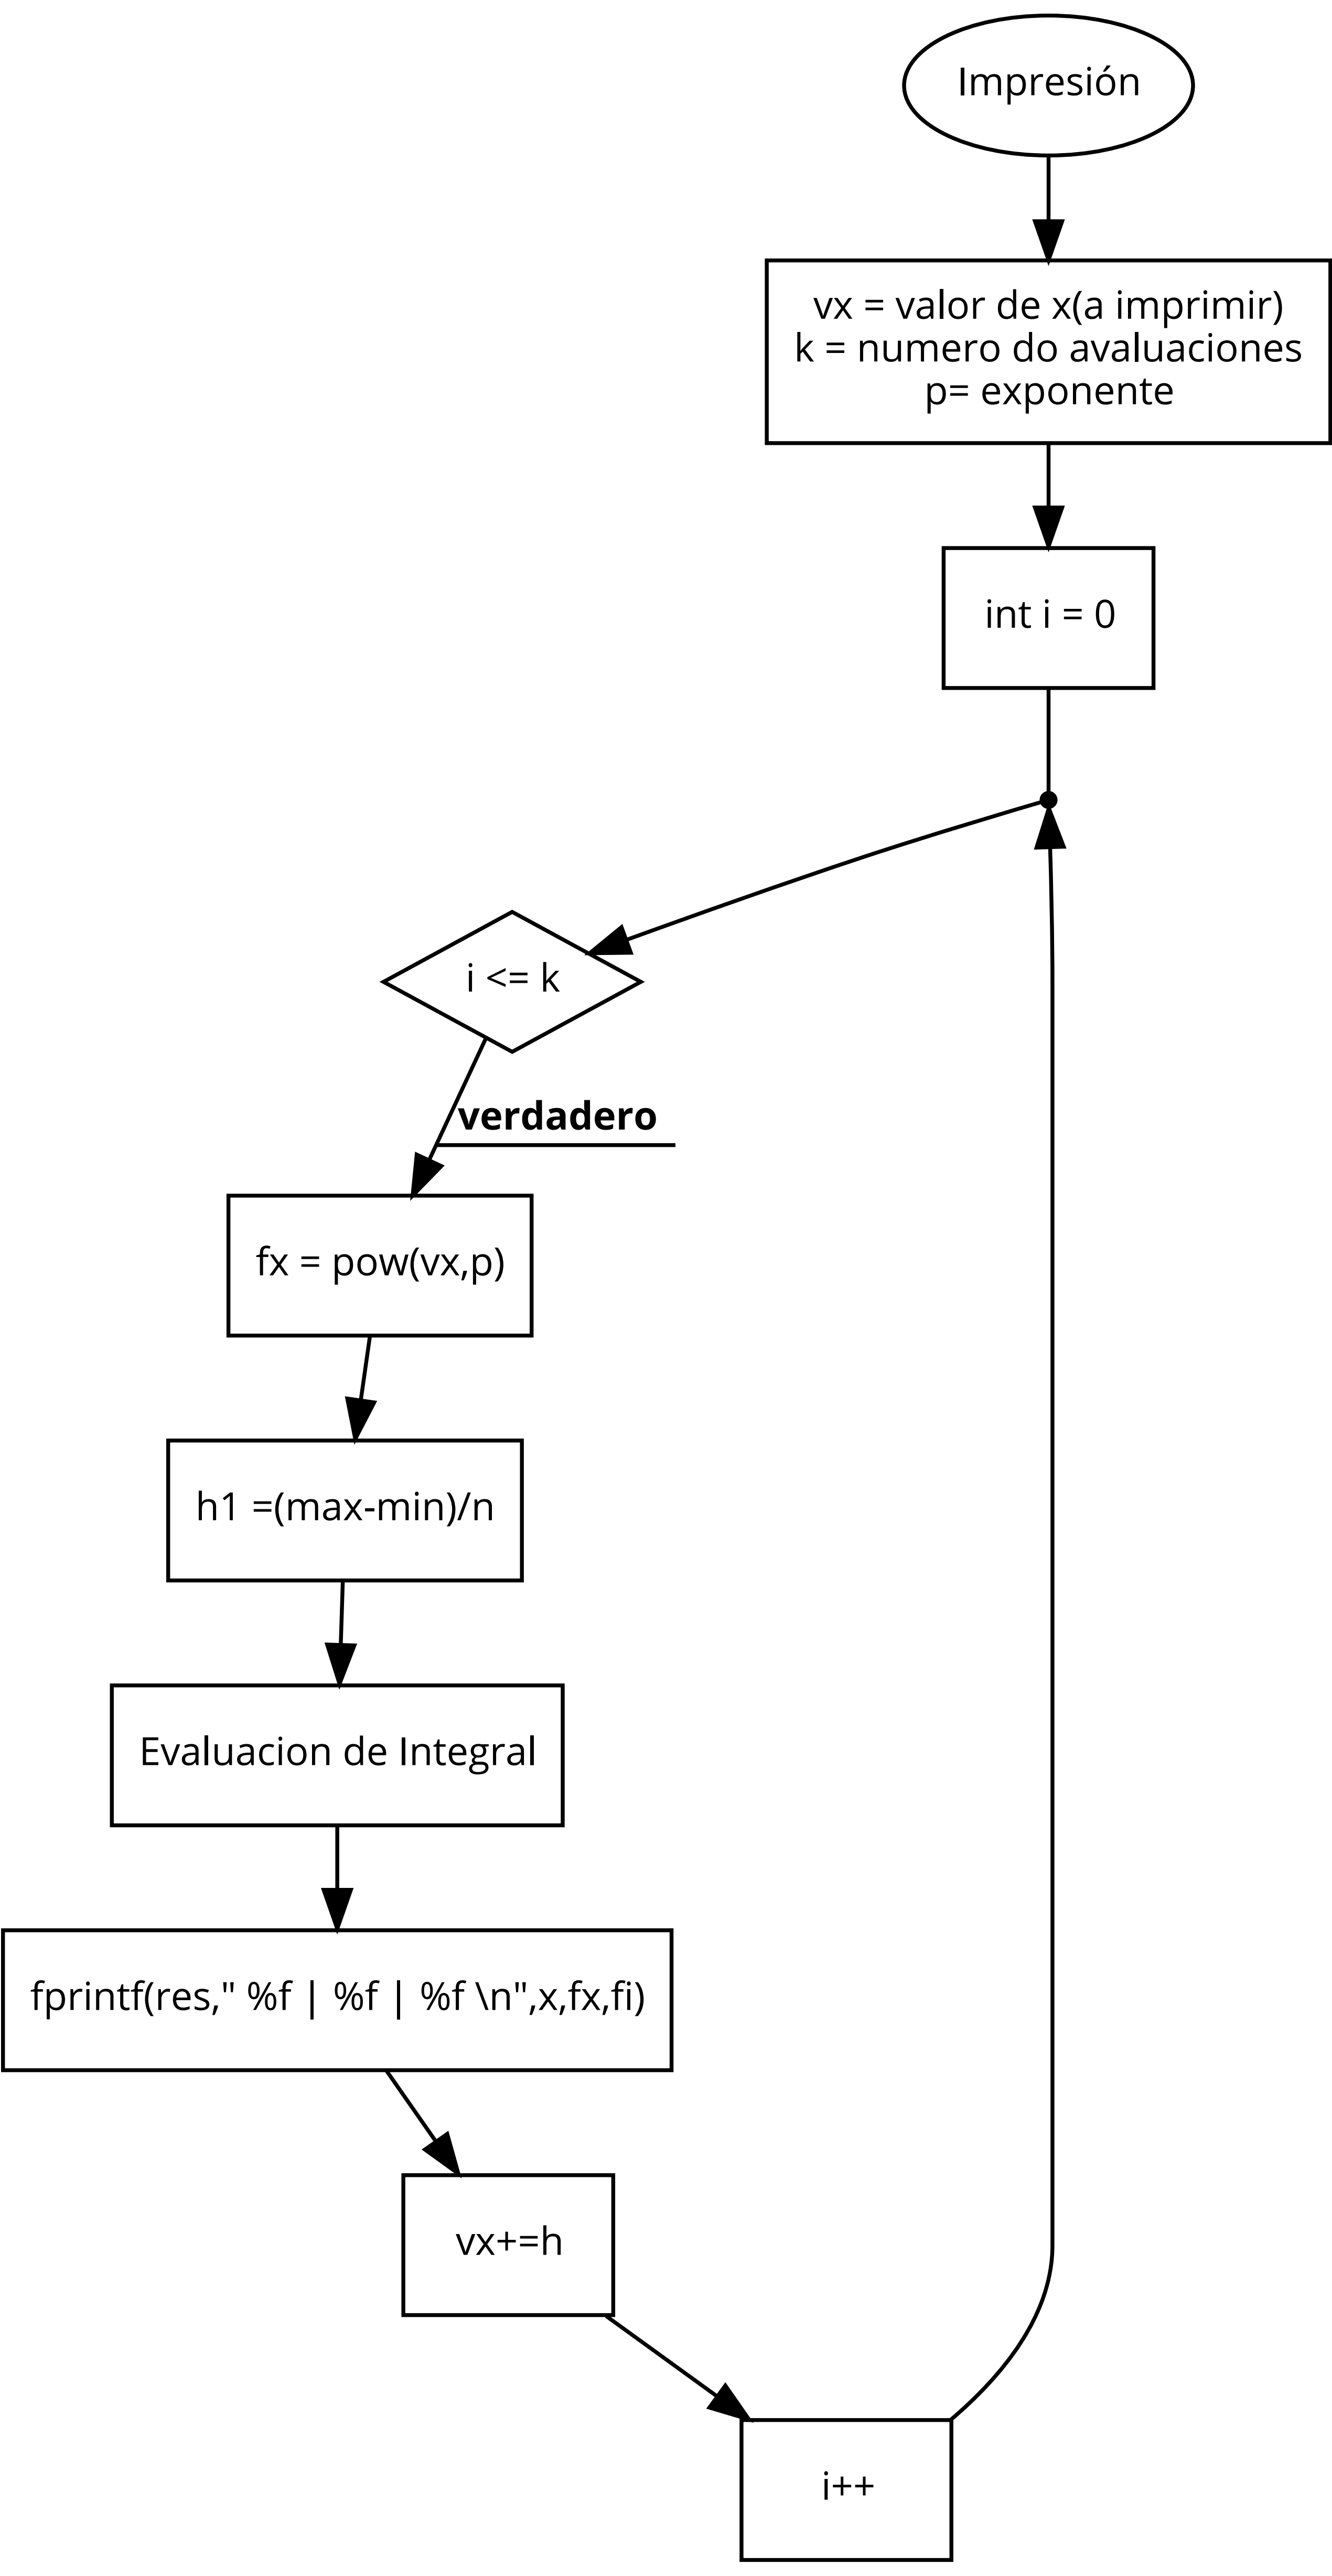 Impresión
vx = valor de x(a imprimir)
k = numero do avaluaciones
p= exponente
int i = 0
i <= k
verdadero
fx = pow(vx,p)
h1 =(max-min)/n
Evaluacion de Integral
fprintf(res," %f | %f | %f \n",x,fx,fi)
vx+=h
i++